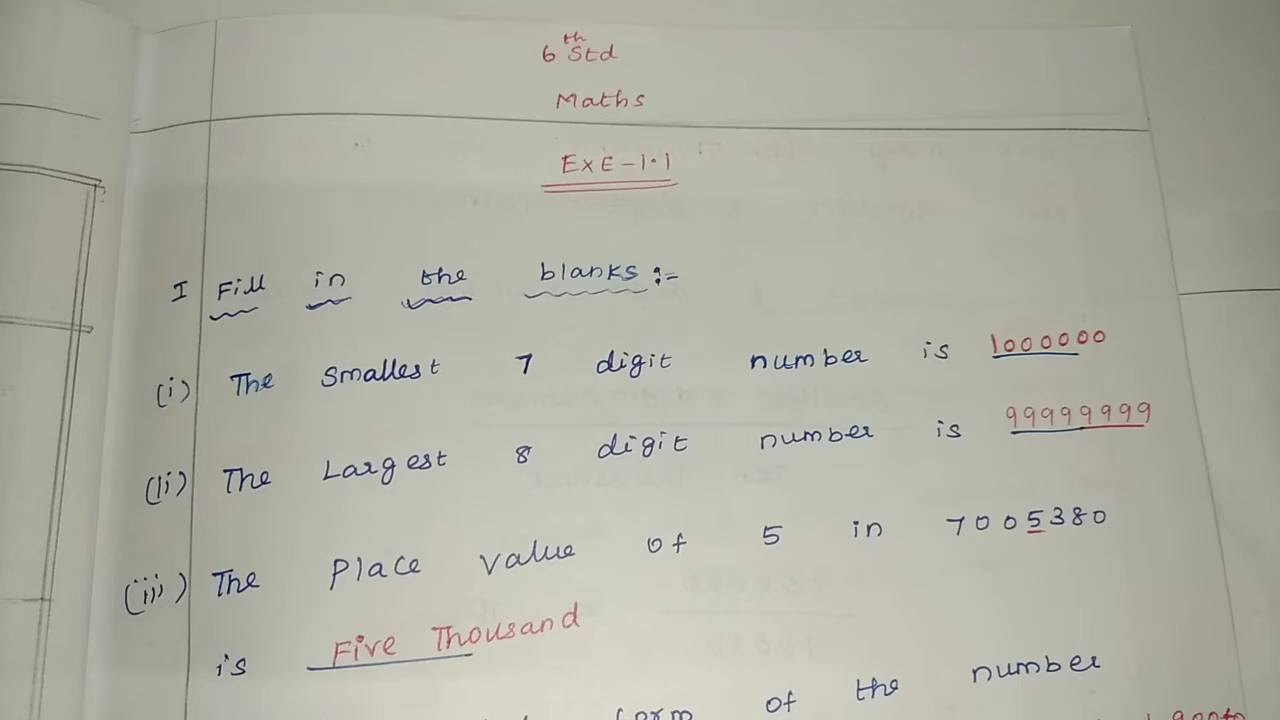 6th Std
Maths
EXE-1.1
I Fill in the blanks :-
(i) The Smallest 7 digit number is 1000000
(ii) The Largest 8 digit number is 99999999
(iii) The Place value of 5 in 7005380
is Five Thousand
form of the number